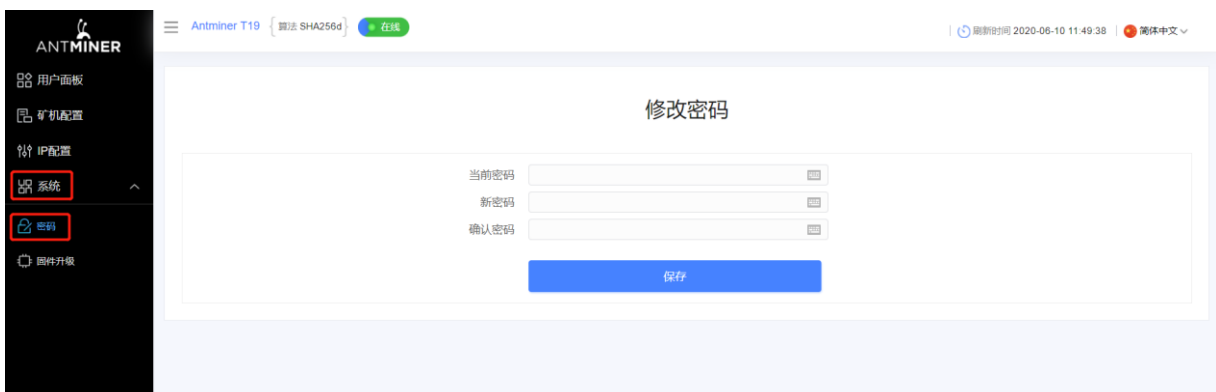 ANTMINER
Antminer T19 {算法 SHA256d} 在线
刷新时间 2020-06-10 11:49:38 简体中文
用户面板
矿机配置
IP配置
系统
密码
固件升级
修改密码
当前密码
新密码
确认密码
保存